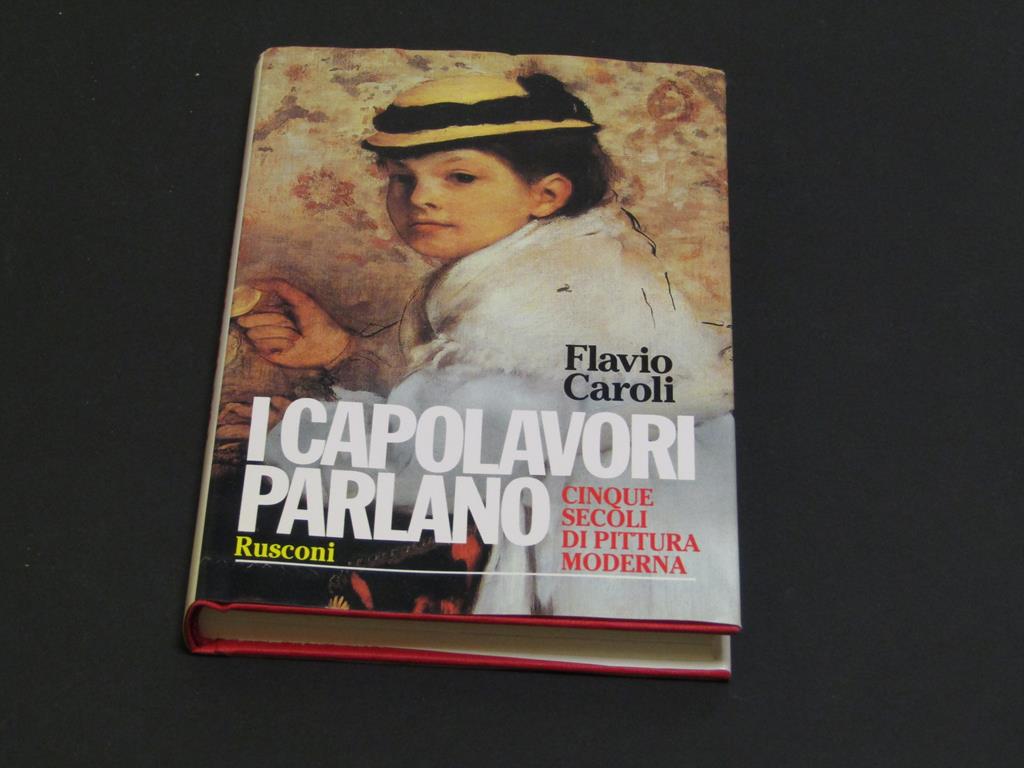 Flavio
Caroli
I CAPOLAVORI
PARLANO
CINQUE
SECOLI
DI PITTURA
MODERNA
Rusconi